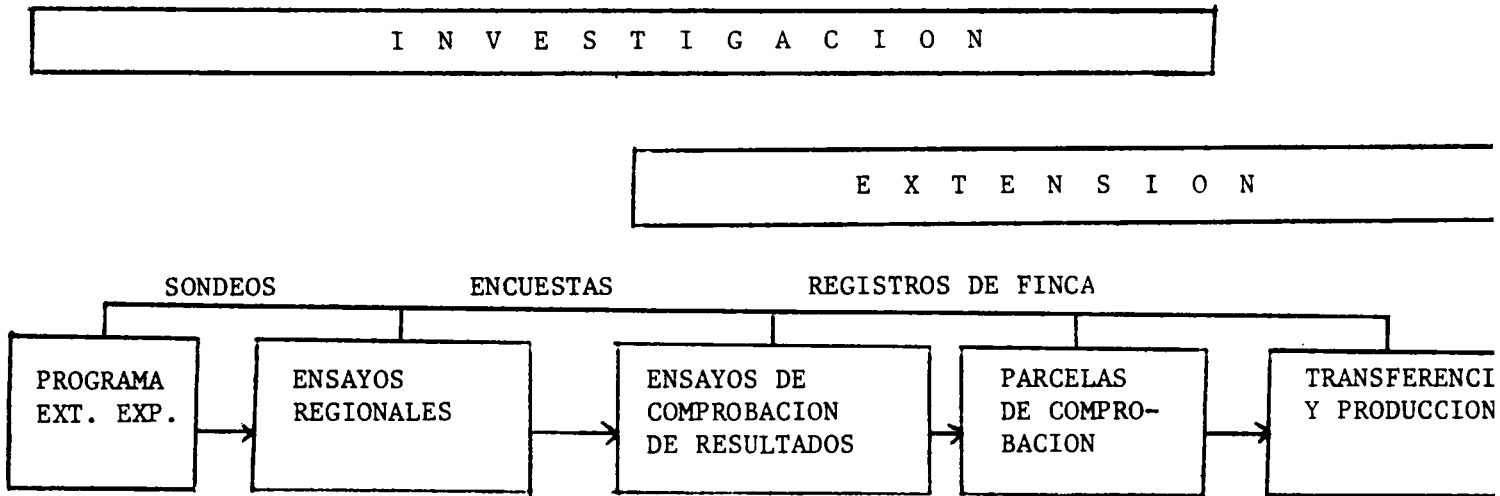 I N V E S T I G A C I O N
E X T E N S I O N
SONDEOS ENCUESTAS REGISTROS DE FINCA
PROGRAMA
EXT. EXP.
ENSAYOS
REGIONALES
ENSAYOS DE
COMPROBACION
DE RESULTADOS
PARCELAS
DE COMPRO-
BACION
TRANSFERENCI
Y PRODUCCION